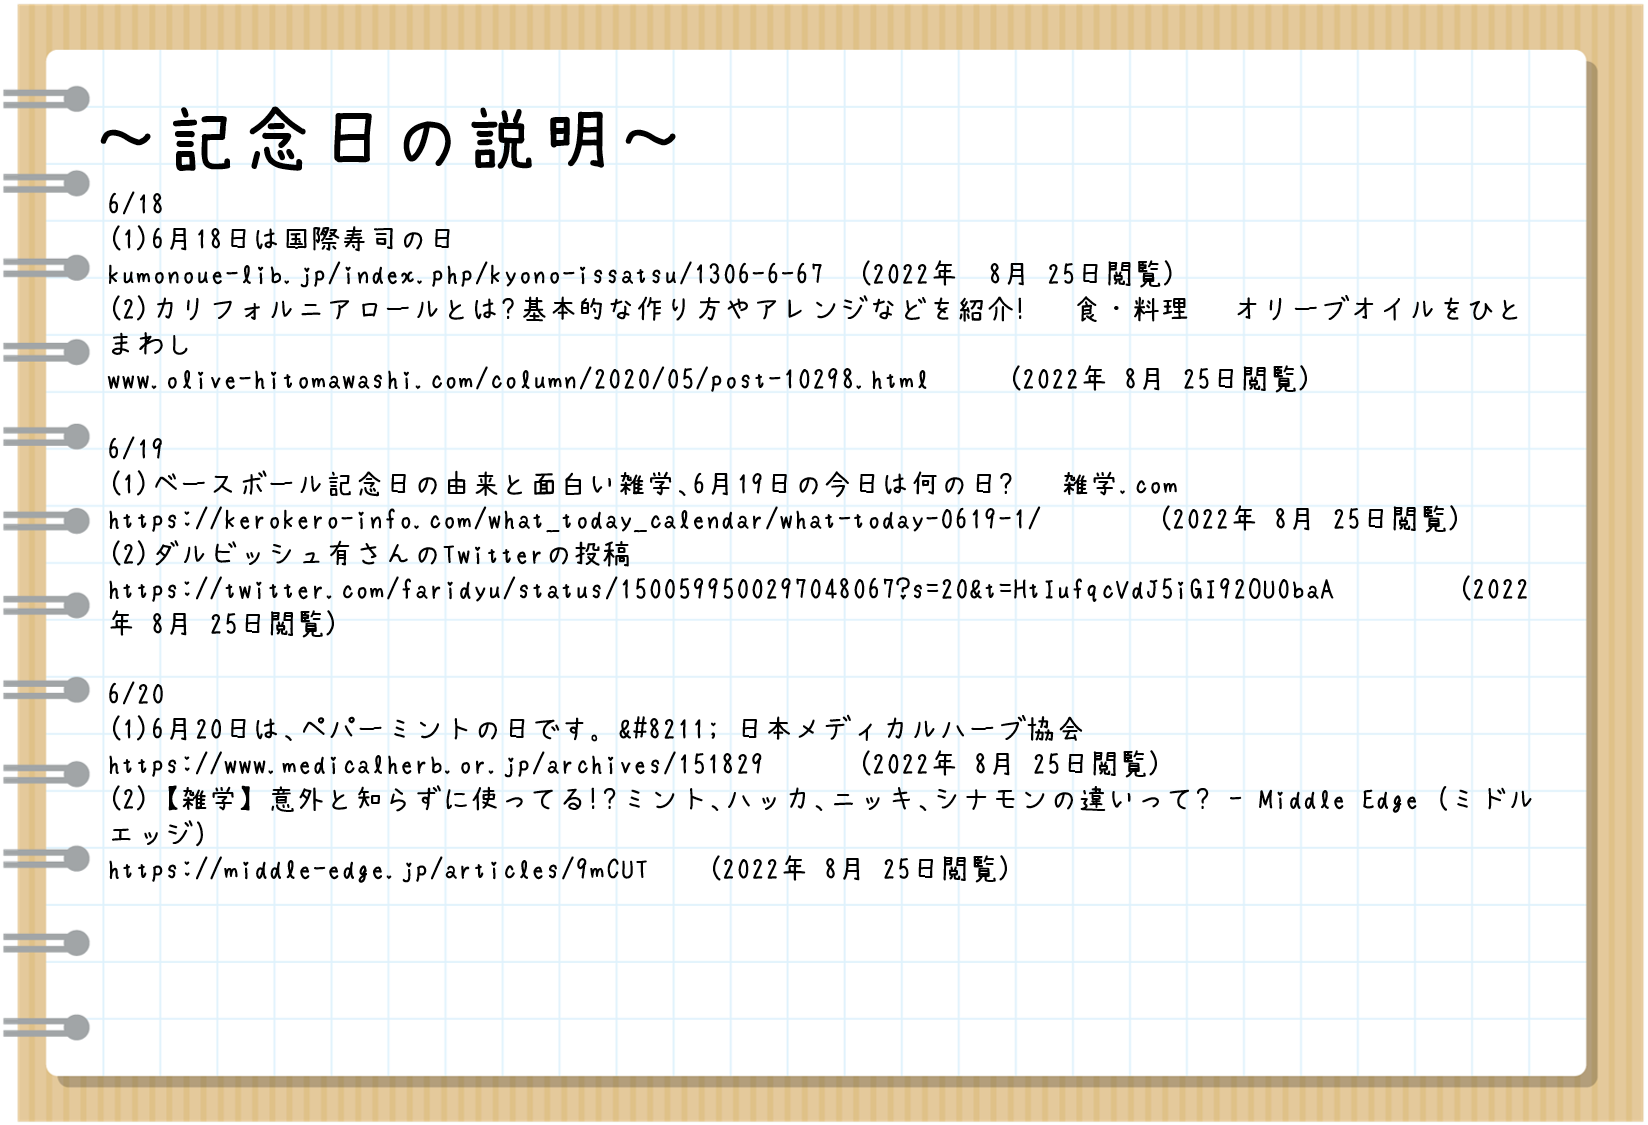 ～記念日の説明～
6/18
(1)6月18日は国際寿司の日
kumonoue-lib.jp/index.php/kyono-issatsu/1306-6-67 (2022年 8月 25日閲覧)
(2)カリフォルニアロールとは?基本的な作り方やアレンジなどを紹介! 食・料理 オリーブオイルをひと
まわし
www.olive-hitomawashi.com/column/2020/05/post-10298.html (2022年 8月 25日閲覧)
6/19
(1)ベースボール記念日の由来と面白い雑学、6月19日の今日は何の日? 雑学.com
https://kerokero-info.com/what_today_calendar/what-today-0619-1/ (2022年 8月 25日閲覧)
(2)ダルビッシュ有さんのTwitterの投稿
https://twitter.com/faridyu/status/1500599500297048067?s=20&t=HtIufqcVdJ5iGI92OU0baA (2022
年 8月 25日閲覧)
6/20
(1)6月20日は、ペパーミントの日です。&#8211; 日本メディカルハーブ協会
https://www.medicalherb.or.jp/archives/151829 (2022年 8月 25日閲覧)
(2)【雑学】意外と知らずに使ってる!?ミント、ハッカ、ニッキ、シナモンの違いって? - Middle Edge (ミドル
エッジ)
https://middle-edge.jp/articles/9mCUT (2022年 8月 25日閲覧)